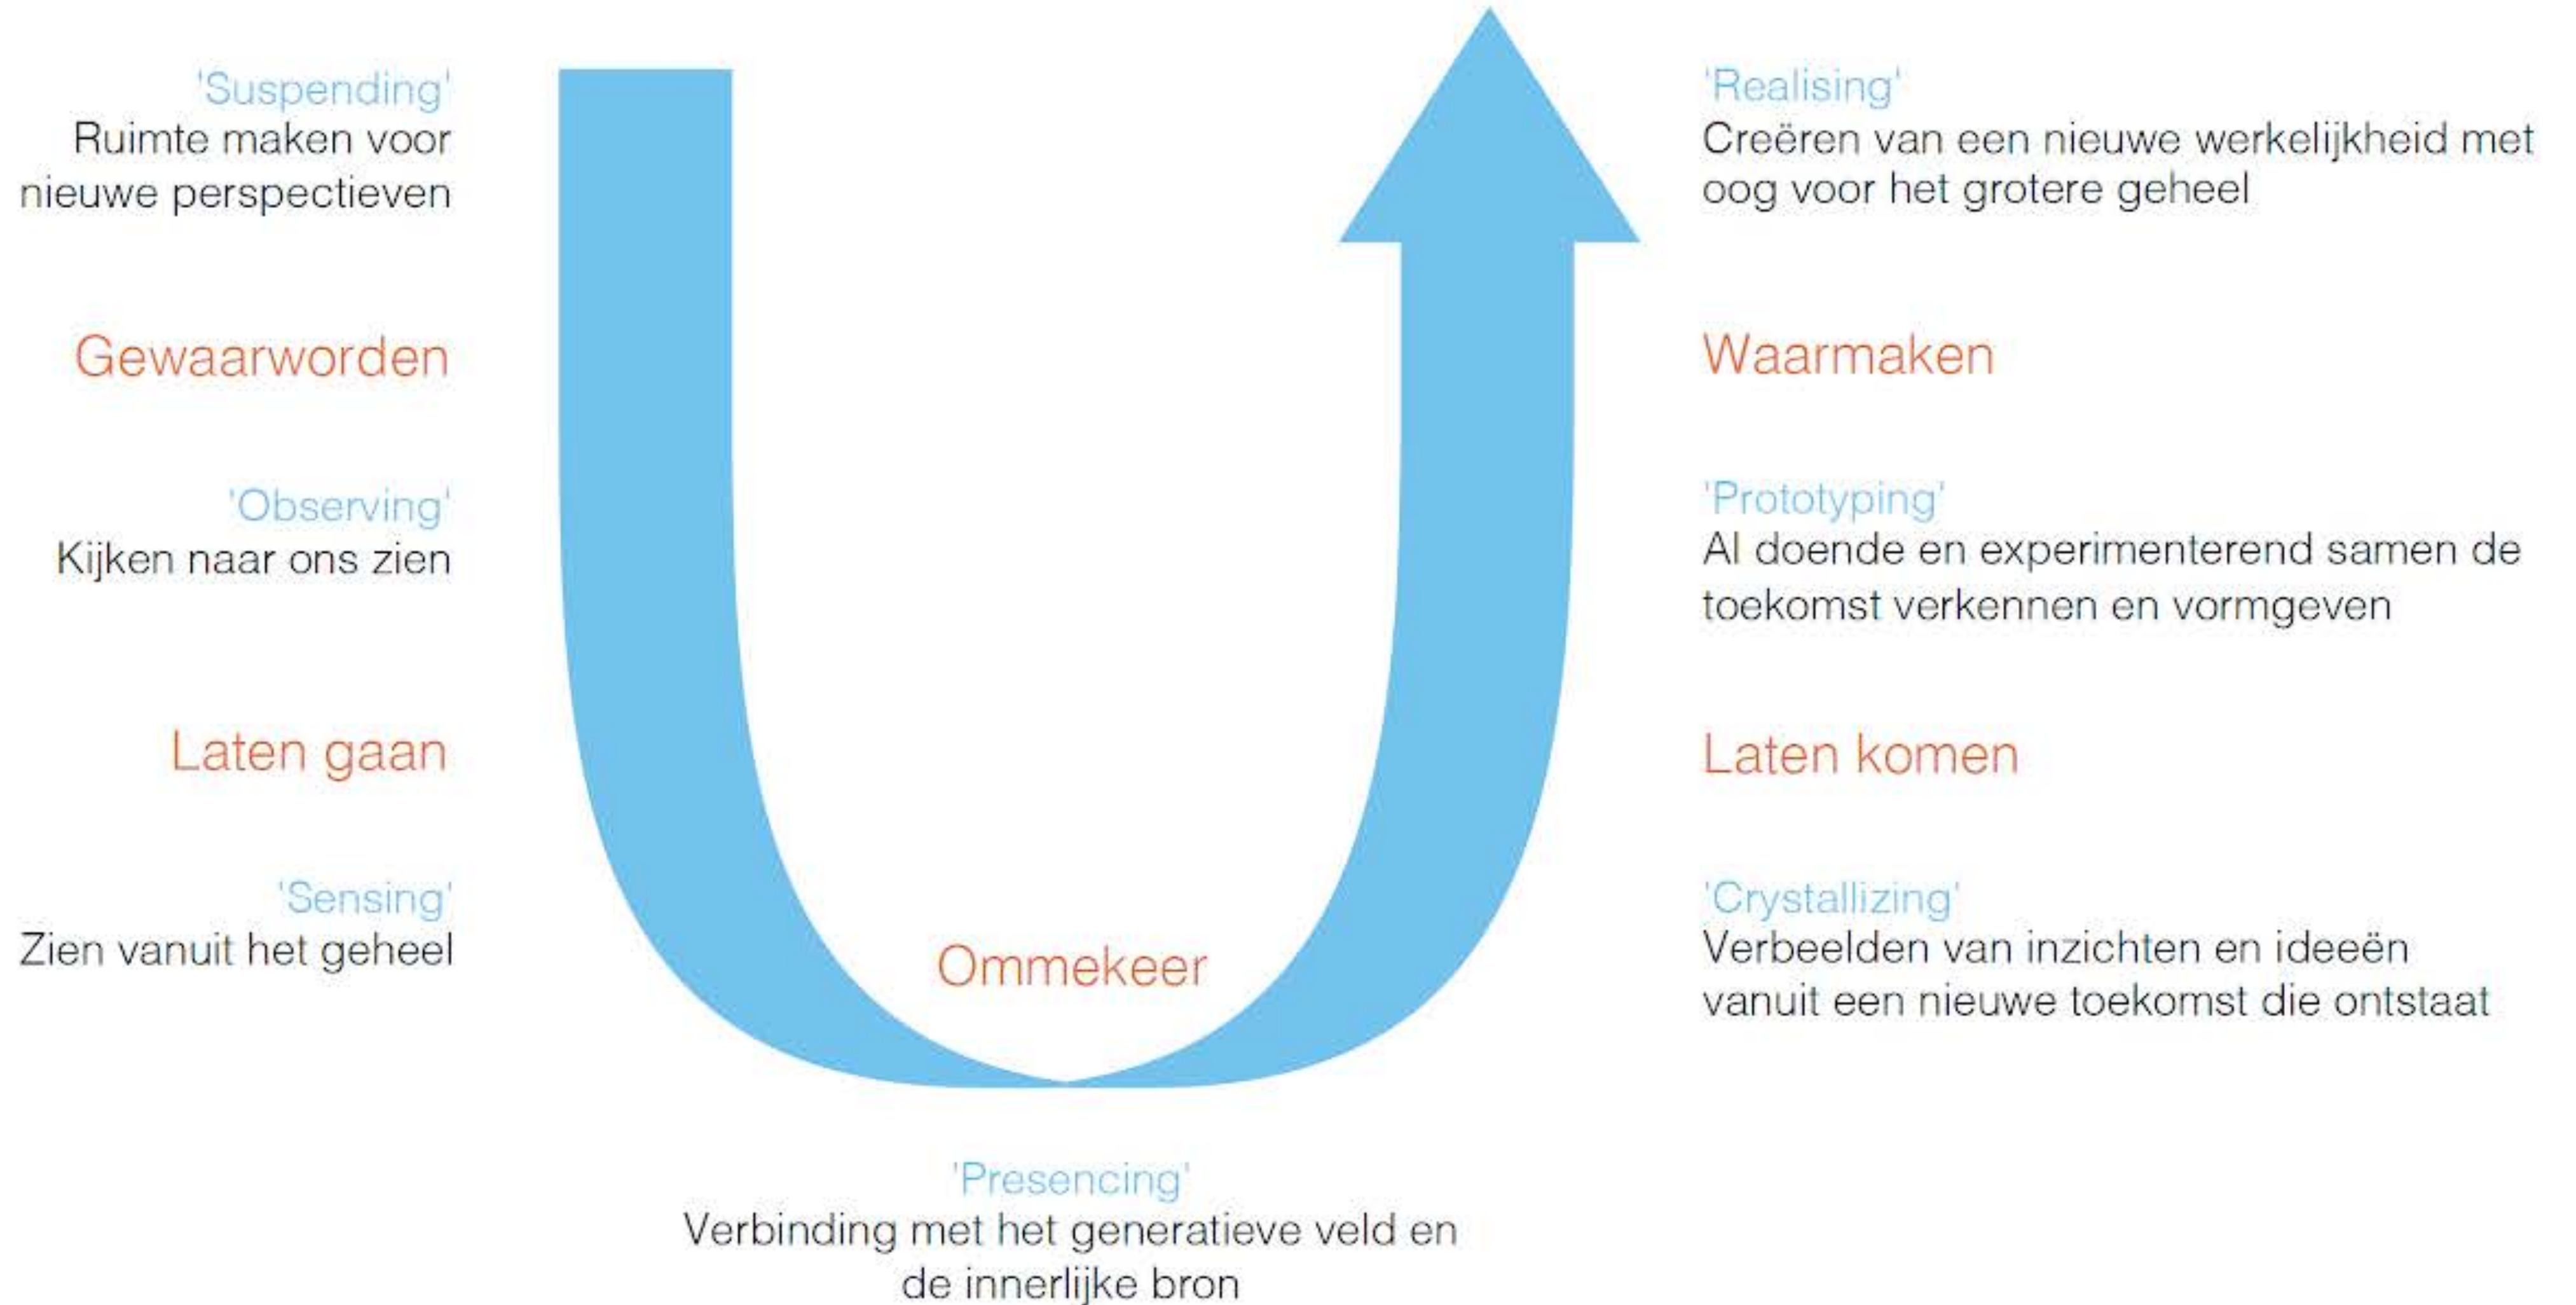 'Suspending'
Ruimte maken voor
nieuwe perspectieven
Gewaarworden
'Observing'
Kijken naar ons zien
Laten gaan
'Sensing'
Zien vanuit het geheel
Ommekeer
'Presencing'
Verbinding met het generatieve veld en
de innerlijke bron
'Realising'
Creëren van een nieuwe werkelijkheid met
oog voor het grotere geheel
Waarmaken
'Prototyping'
Al doende en experimenterend samen de
toekomst verkennen en vormgeven
Laten komen
'Crystallizing'
Verbeelden van inzichten en ideeën
vanuit een nieuwe toekomst die ontstaat